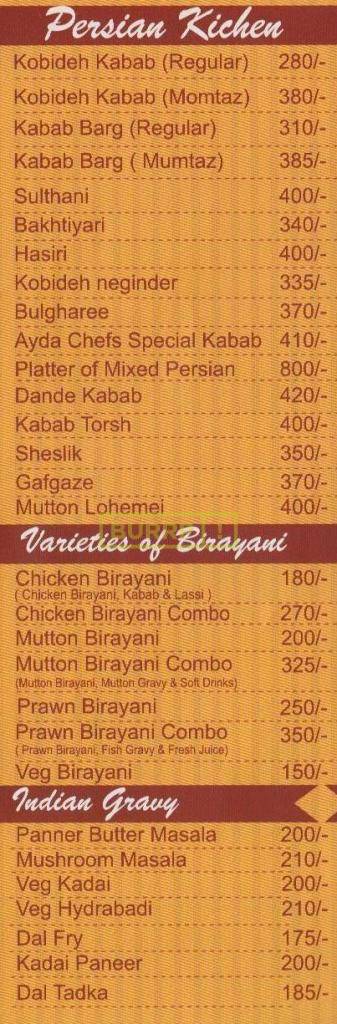 Persian Kichen
Kobideh Kabab (Regular) 280/-
Kobideh Kabab (Momtaz) 380/-
Kabab Barg (Regular) 310/-
Kabab Barg ( Mumtaz) 385/-
Sulthani 400/-
Bakhtiyari 340/-
Hasiri 400/-
Kobideh neginder 335/-
Bulgharee 370/-
Ayda Chefs Special Kabab 410/-
Platter of Mixed Persian 800/-
Dande Kabab 420/-
Kabab Torsh 400/-
Sheslik 350/-
Gafgaze 370/-
Mutton Lohemei 400/-
Varieties of Birayani
Chicken Birayani 180/-
( Chicken Birayani, Kabab & Lassi )
Chicken Birayani Combo 270/-
Mutton Birayani 200/-
Mutton Birayani Combo 325/-
(Mutton Birayani, Mutton Gravy & Soft Drinks)
Prawn Birayani 250/-
Prawn Birayani Combo 350/-
( Prawn Birayani, Fish Gravy & Fresh Juice)
Veg Birayani 150/-
Indian Gravy
Panner Butter Masala 200/-
Mushroom Masala 210/-
Veg Kadai 200/-
Veg Hydrabadi 210/-
Dal Fry 175/-
Kadai Paneer 200/-
Dal Tadka 185/-